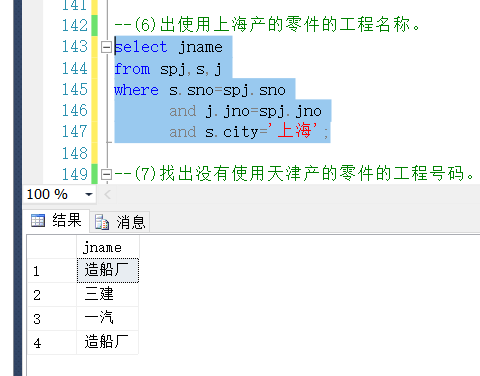 141
142 --(6)出使用上海产的零件的工程名称。
143 select jname
144 from spj,s,j
145 where s.sno=spj.sno
146 and j.jno=spj.jno
147 and s.city='上海';
148
149 --(7)找出没有使用天津产的零件的工程号码。
100 %
结果 消息
jname
1 造船厂
2 三建
3 一汽
4 造船厂